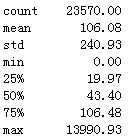 count 23570.00
mean 106.08
std 240.93
min 0.00
25% 19.97
50% 43.40
75% 106.48
max 13990.93